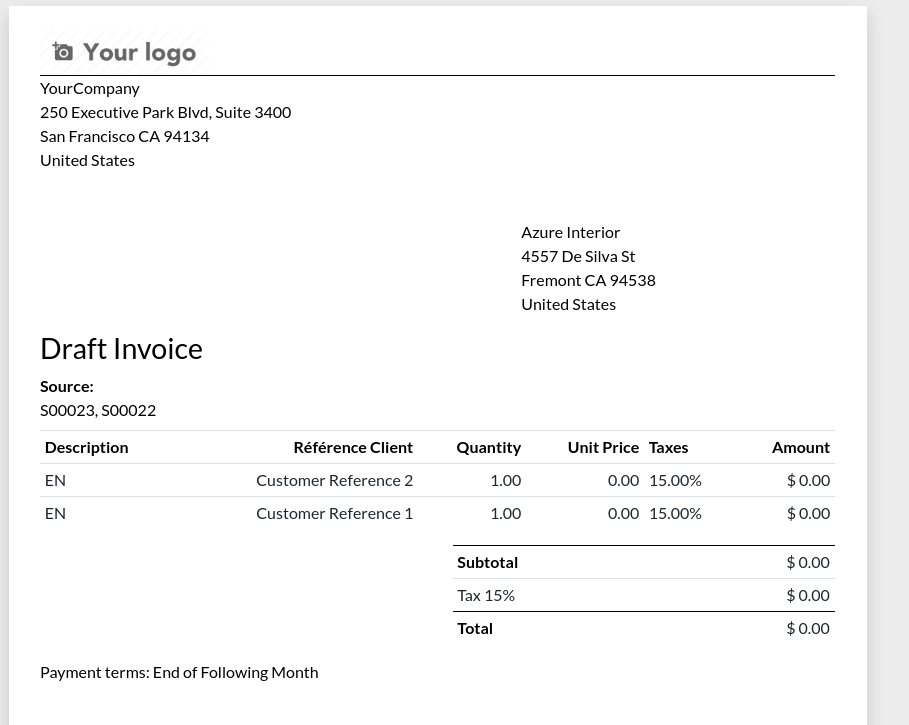 Your logo
YourCompany
250 Executive Park Blvd, Suite 3400
San Francisco CA 94134
United States
Azure Interior
4557 De Silva St
Fremont CA 94538
United States
Draft Invoice
Source:
S00023, S00022
Description Référence Client Quantity Unit Price Taxes Amount
EN Customer Reference 2 1.00 0.00 15.00% $ 0.00
EN Customer Reference 1 1.00 0.00 15.00% $ 0.00
Subtotal $ 0.00
Tax 15% $ 0.00
Total $ 0.00
Payment terms: End of Following Month